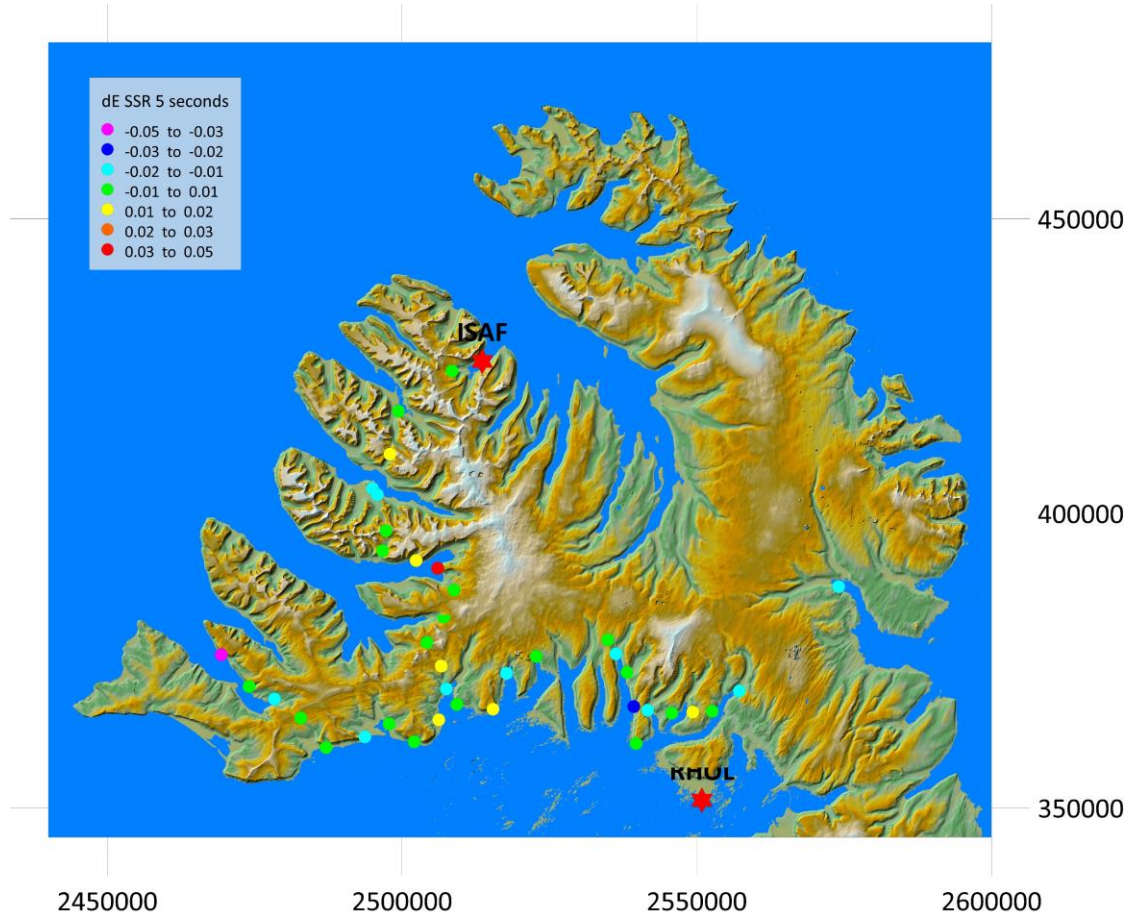 dE SSR 5 seconds
-0.05 to -0.03
-0.03 to -0.02
-0.02 to -0.01
-0.01 to 0.01
0.01 to 0.02
0.02 to 0.03
0.03 to 0.05
450000
ISAF
400000
RHOL
350000
2450000
2500000
2550000
2600000